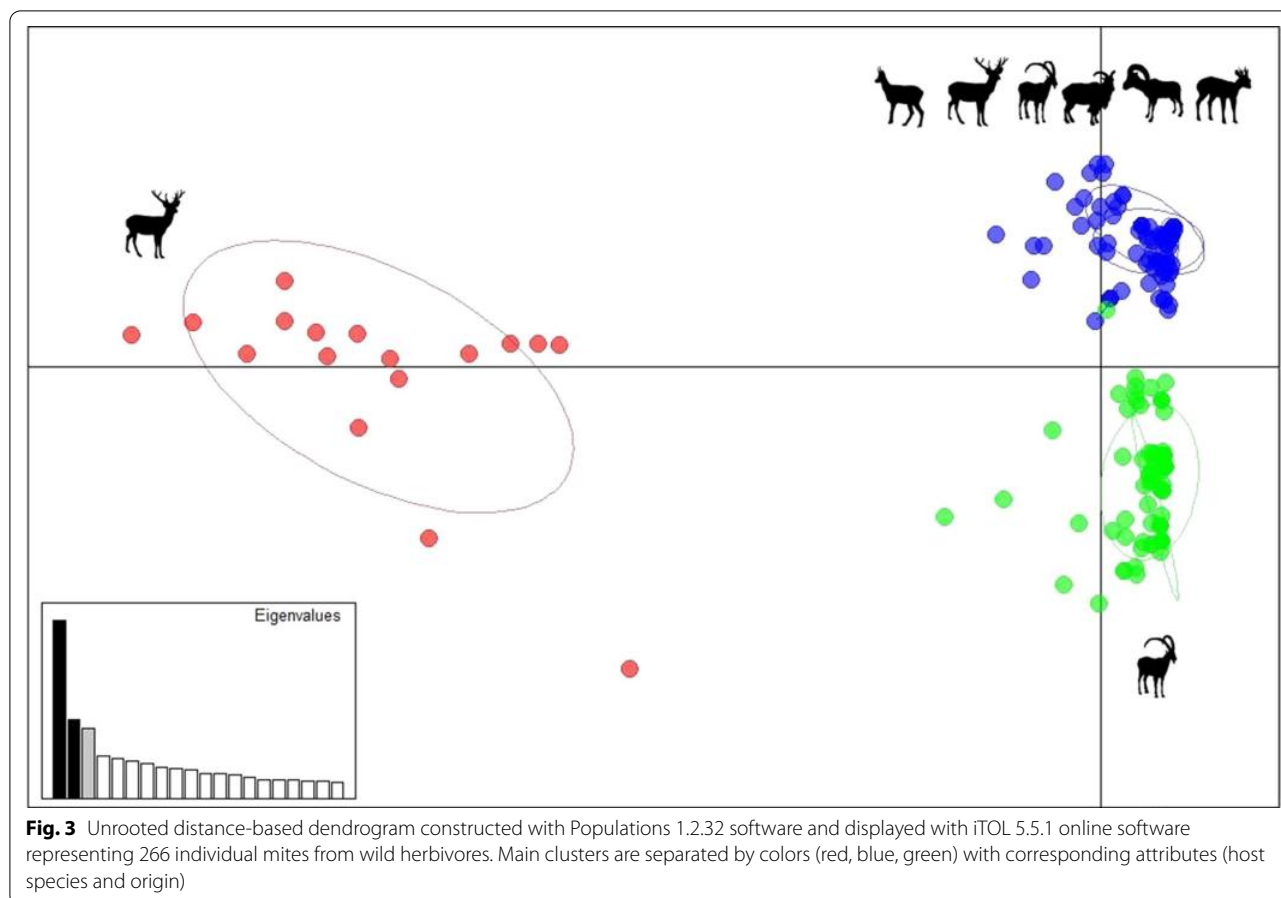 Eigenvalues
Fig. 3 Unrooted distance-based dendrogram constructed with Populations 1.2.32 software and displayed with iTOL 5.5.1 online software
representing 266 individual mites from wild herbivores. Main clusters are separated by colors (red, blue, green) with corresponding attributes (host
species and origin)